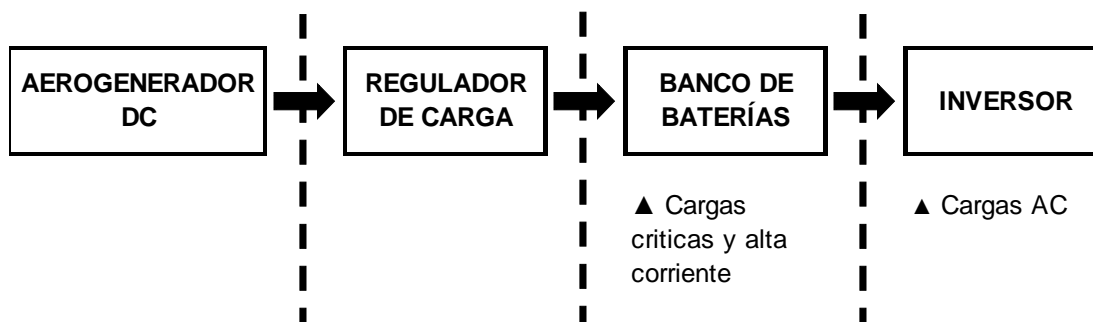 AEROGENERADOR
DC
REGULADOR
DE CARGA
BANCO DE
BATERÍAS
INVERSOR
▲ Cargas
criticas y alta
corriente
▲ Cargas AC